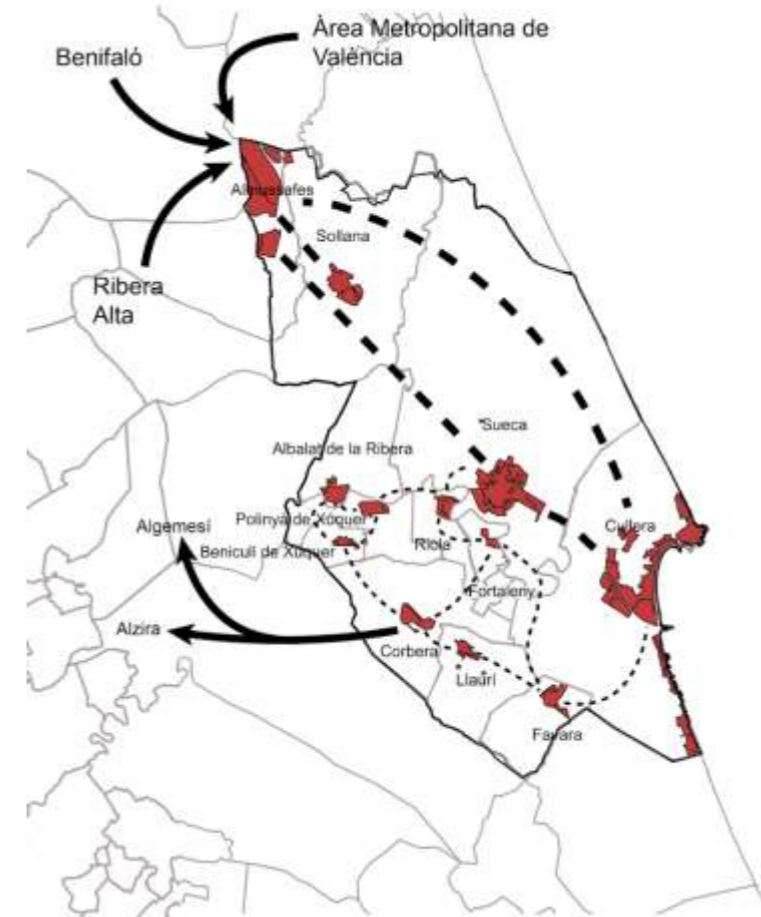 Àrea Metropolitana de
València
Benifaló
Almussafes
Sollana
Ribera
Alta
Sueca
Albalat de la Ribera
Polinyà de Xúquer
Algemesí
Benicull de Xúquer
Riola
Cullera
Fortaleny
Alzira
Corbera
Llaurí
Favara